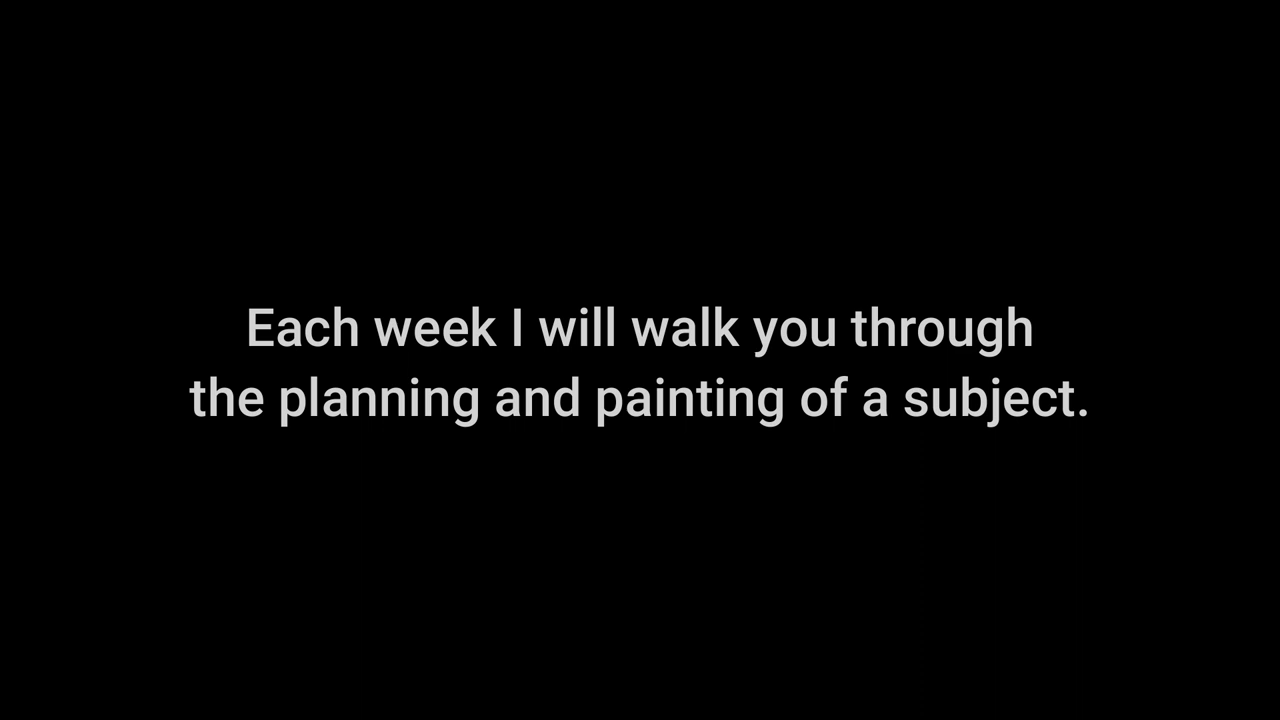 Each week I will walk you through
the planning and painting of a subject.